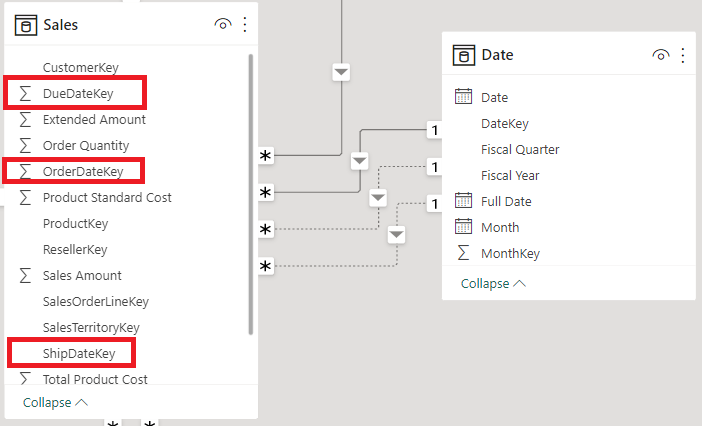 Sales
CustomerKey
DueDateKey
Extended Amount
Order Quantity
OrderDateKey
Product Standard Cost
ProductKey
ResellerKey
Sales Amount
SalesOrderLineKey
SalesTerritoryKey
ShipDateKey
Total Product Cost
Collapse
*
*
*
*
*
*
1
1
1
Date
Date
DateKey
Fiscal Quarter
Fiscal Year
Full Date
Month
MonthKey
Collapse